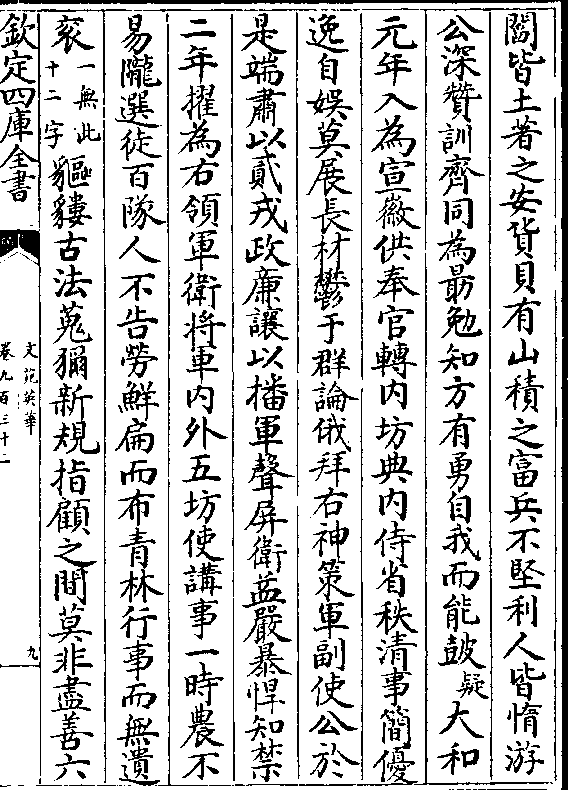 闗皆土著之安貨貝有山積之富兵不堅利人皆惰游
公深贊訓齊同為最勉知方有勇自我而能皷疑大和
元年入為宣徽供奉官轉内坊典内侍省秩清事簡優
逸自娯莫展長材鬱于群論俄拜右神策軍副使公於
是端肅以貳戎政廉讓以播軍聲屏衛益嚴暴悍知禁
二年擢為右領軍衛將軍内外五坊使講事一時農不
易隴選徒百隊人不告勞鮮扁而布青林行事而無遺
衮一無此十二字貙貗古法蒐獮新規指顧之間莫非盡善六
欽定四庫全書
文苑英華
卷九百三十二
九